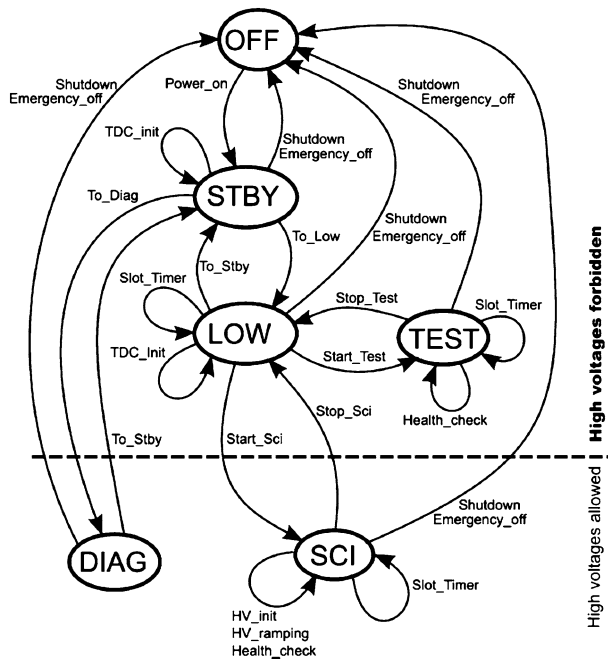 OFF
Shutdown
Emergency_off
Power_on
Shutdown
Emergency_off
TDC_init
Shutdown
Emergency_off
STBY
To_Diag
To_Low
Shutdown
Emergency_off
To_Stby
Slot_Timer
Stop_Test
Slot_Timer
LOW
TEST
TDC_Init
Start_Test
Health_check
Stop_Sci
To_Stby
Start_Sci
High voltages forbidden
High voltages allowed
Shutdown
Emergency_off
DIAG
SCI
Slot_Timer
HV_init
HV_ramping
Health_check